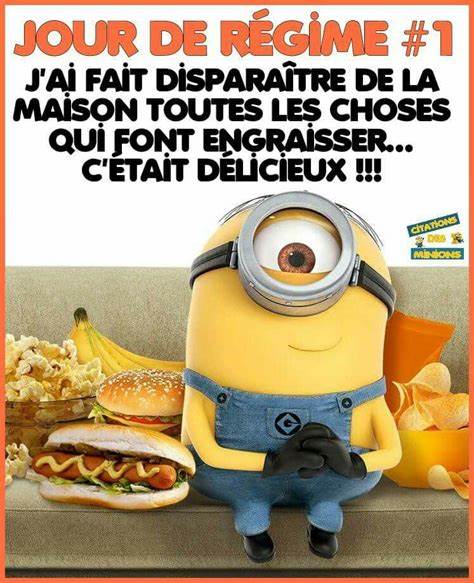 JOUR DE RÉGIME #1
J'AI FAIT DISPARAÎTRE DE LA
MAISON TOUTES LES CHOSES
QUI FONT ENGRAISSER...
C'ÉTAIT DÉLICIEUX !!!
CITATIONS
DES
MINIONS